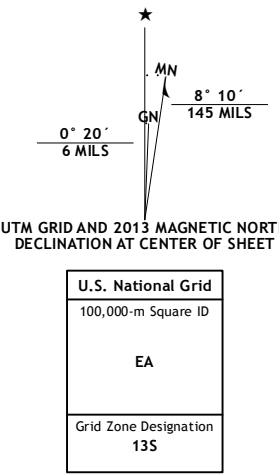 ★
MN
GN
8° 10´
145 MILS
0° 20´
6 MILS
UTM GRID AND 2013 MAGNETIC NORT
DECLINATION AT CENTER OF SHEET
U.S. National Grid
100,000-m Square ID
EA
Grid Zone Designation
13S